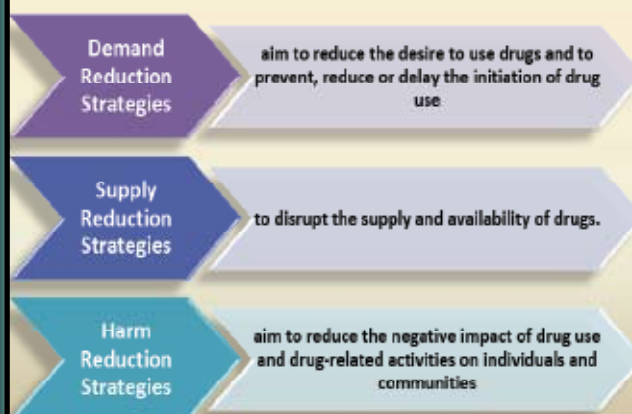 Demand
Reduction
Strategies
aim to reduce the desire to use drugs and to
prevent, reduce or delay the initiation of drug
use
Supply
Reduction
Strategies
to disrupt the supply and availability of drugs.
Harm
Reduction
Strategies
aim to reduce the negative impact of drug use
and drug-related activities on individuals and
communities